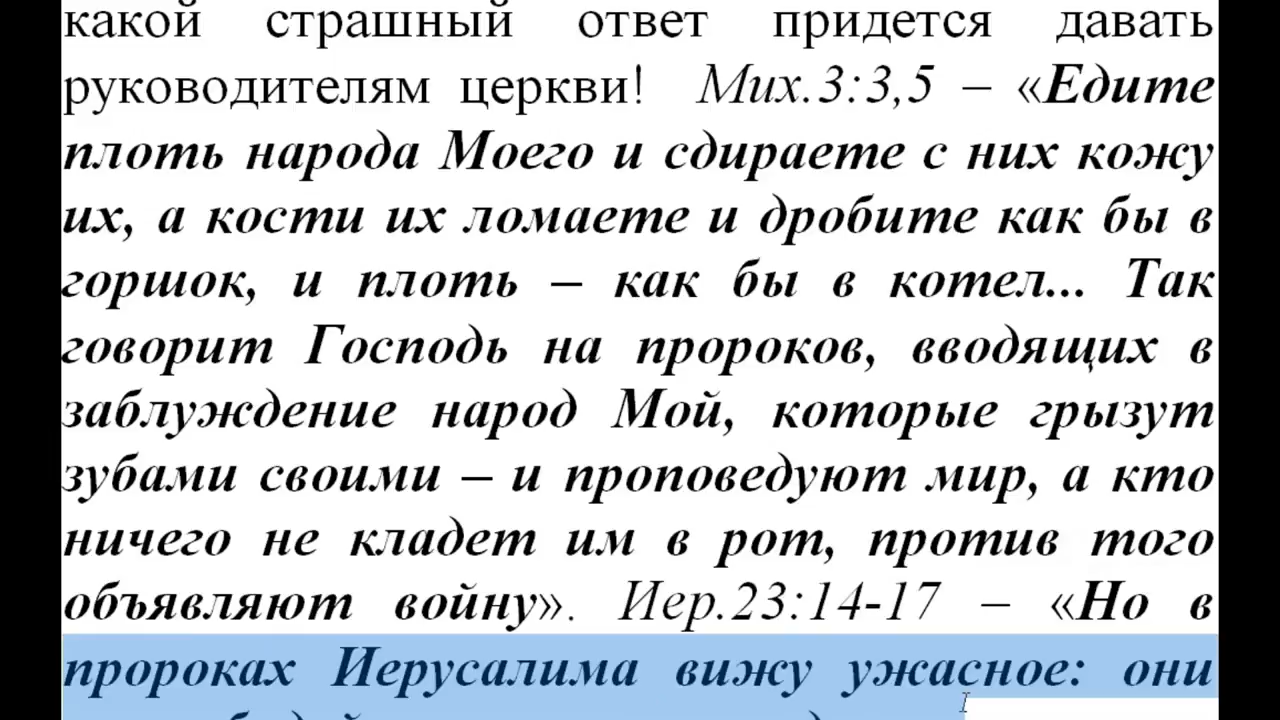 какой страшный ответ придется давать
руководителям церкви! Мих.3:3,5 – «Едите
плоть народа Моего и сдираете с них кожу
их, а кости их ломаете и дробите как бы в
горшок, и плоть – как бы в котел... Так
говорит Господь на пророков, вводящих в
заблуждение народ Мой, которые грызут
зубами своими – и проповедуют мир, а кто
ничего не кладет им в рот, против того
объявляют войну». Иер.23:14-17 – «Но в
пророках Иерусалима вижу ужасное: они